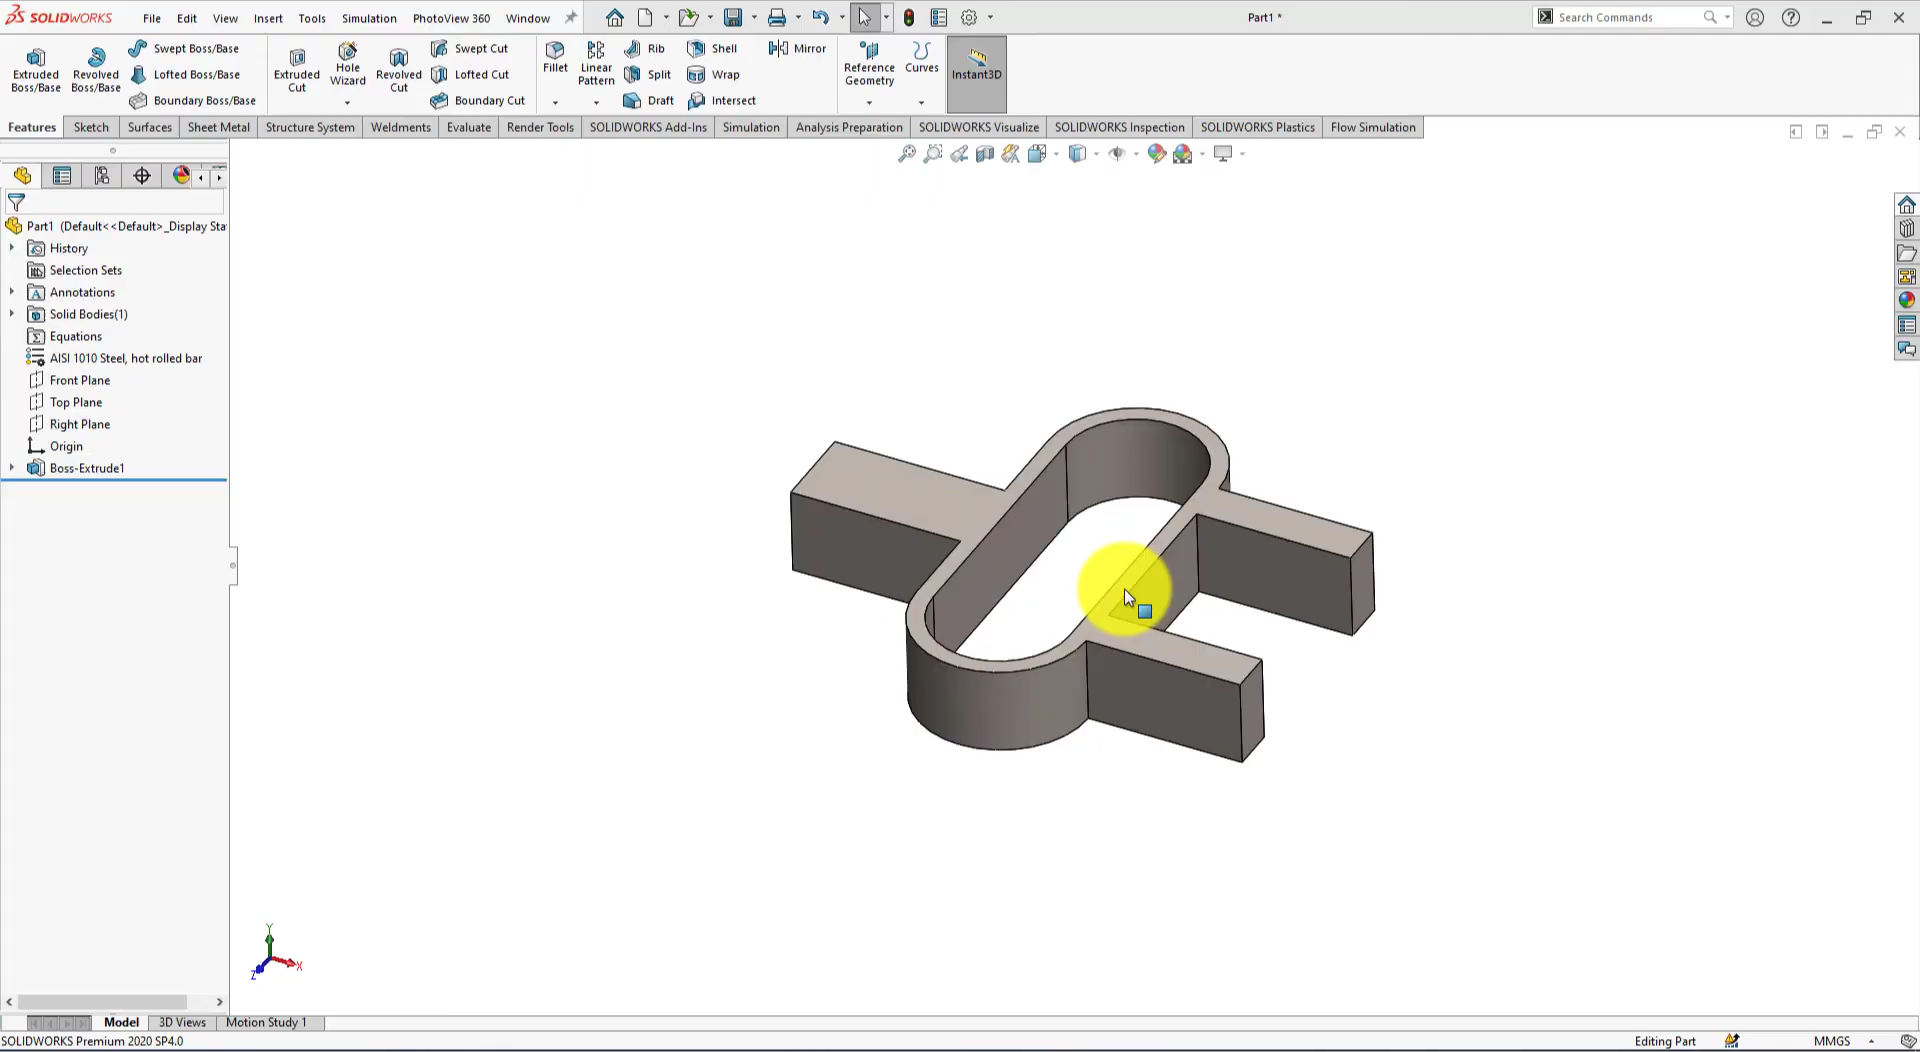 SOLIDWORKS File Edit View Insert Tools Simulation PhotoView 360 Window Part1 * Search Commands
Extruded Boss/Base
Revolved Boss/Base
Swept Boss/Base
Lofted Boss/Base
Boundary Boss/Base
Extruded Cut
Hole Wizard
Revolved Cut
Swept Cut
Lofted Cut
Boundary Cut
Fillet
Linear Pattern
Rib
Split
Draft
Shell
Wrap
Intersect
Mirror
Reference Geometry
Curves
Instant3D
Features Sketch Surfaces Sheet Metal Structure System Weldments Evaluate Render Tools SOLIDWORKS Add-Ins Simulation Analysis Preparation SOLIDWORKS Visualize SOLIDWORKS Inspection SOLIDWORKS Plastics Flow Simulation
Part1 (Default<<Default>_Display Sta
History
Selection Sets
Annotations
Solid Bodies(1)
Equations
AISI 1010 Steel, hot rolled bar
Front Plane
Top Plane
Right Plane
Origin
Boss-Extrude1
Y
X
Z
Model 3D Views Motion Study 1
SOLIDWORKS Premium 2020 SP4.0 Editing Part MMGS